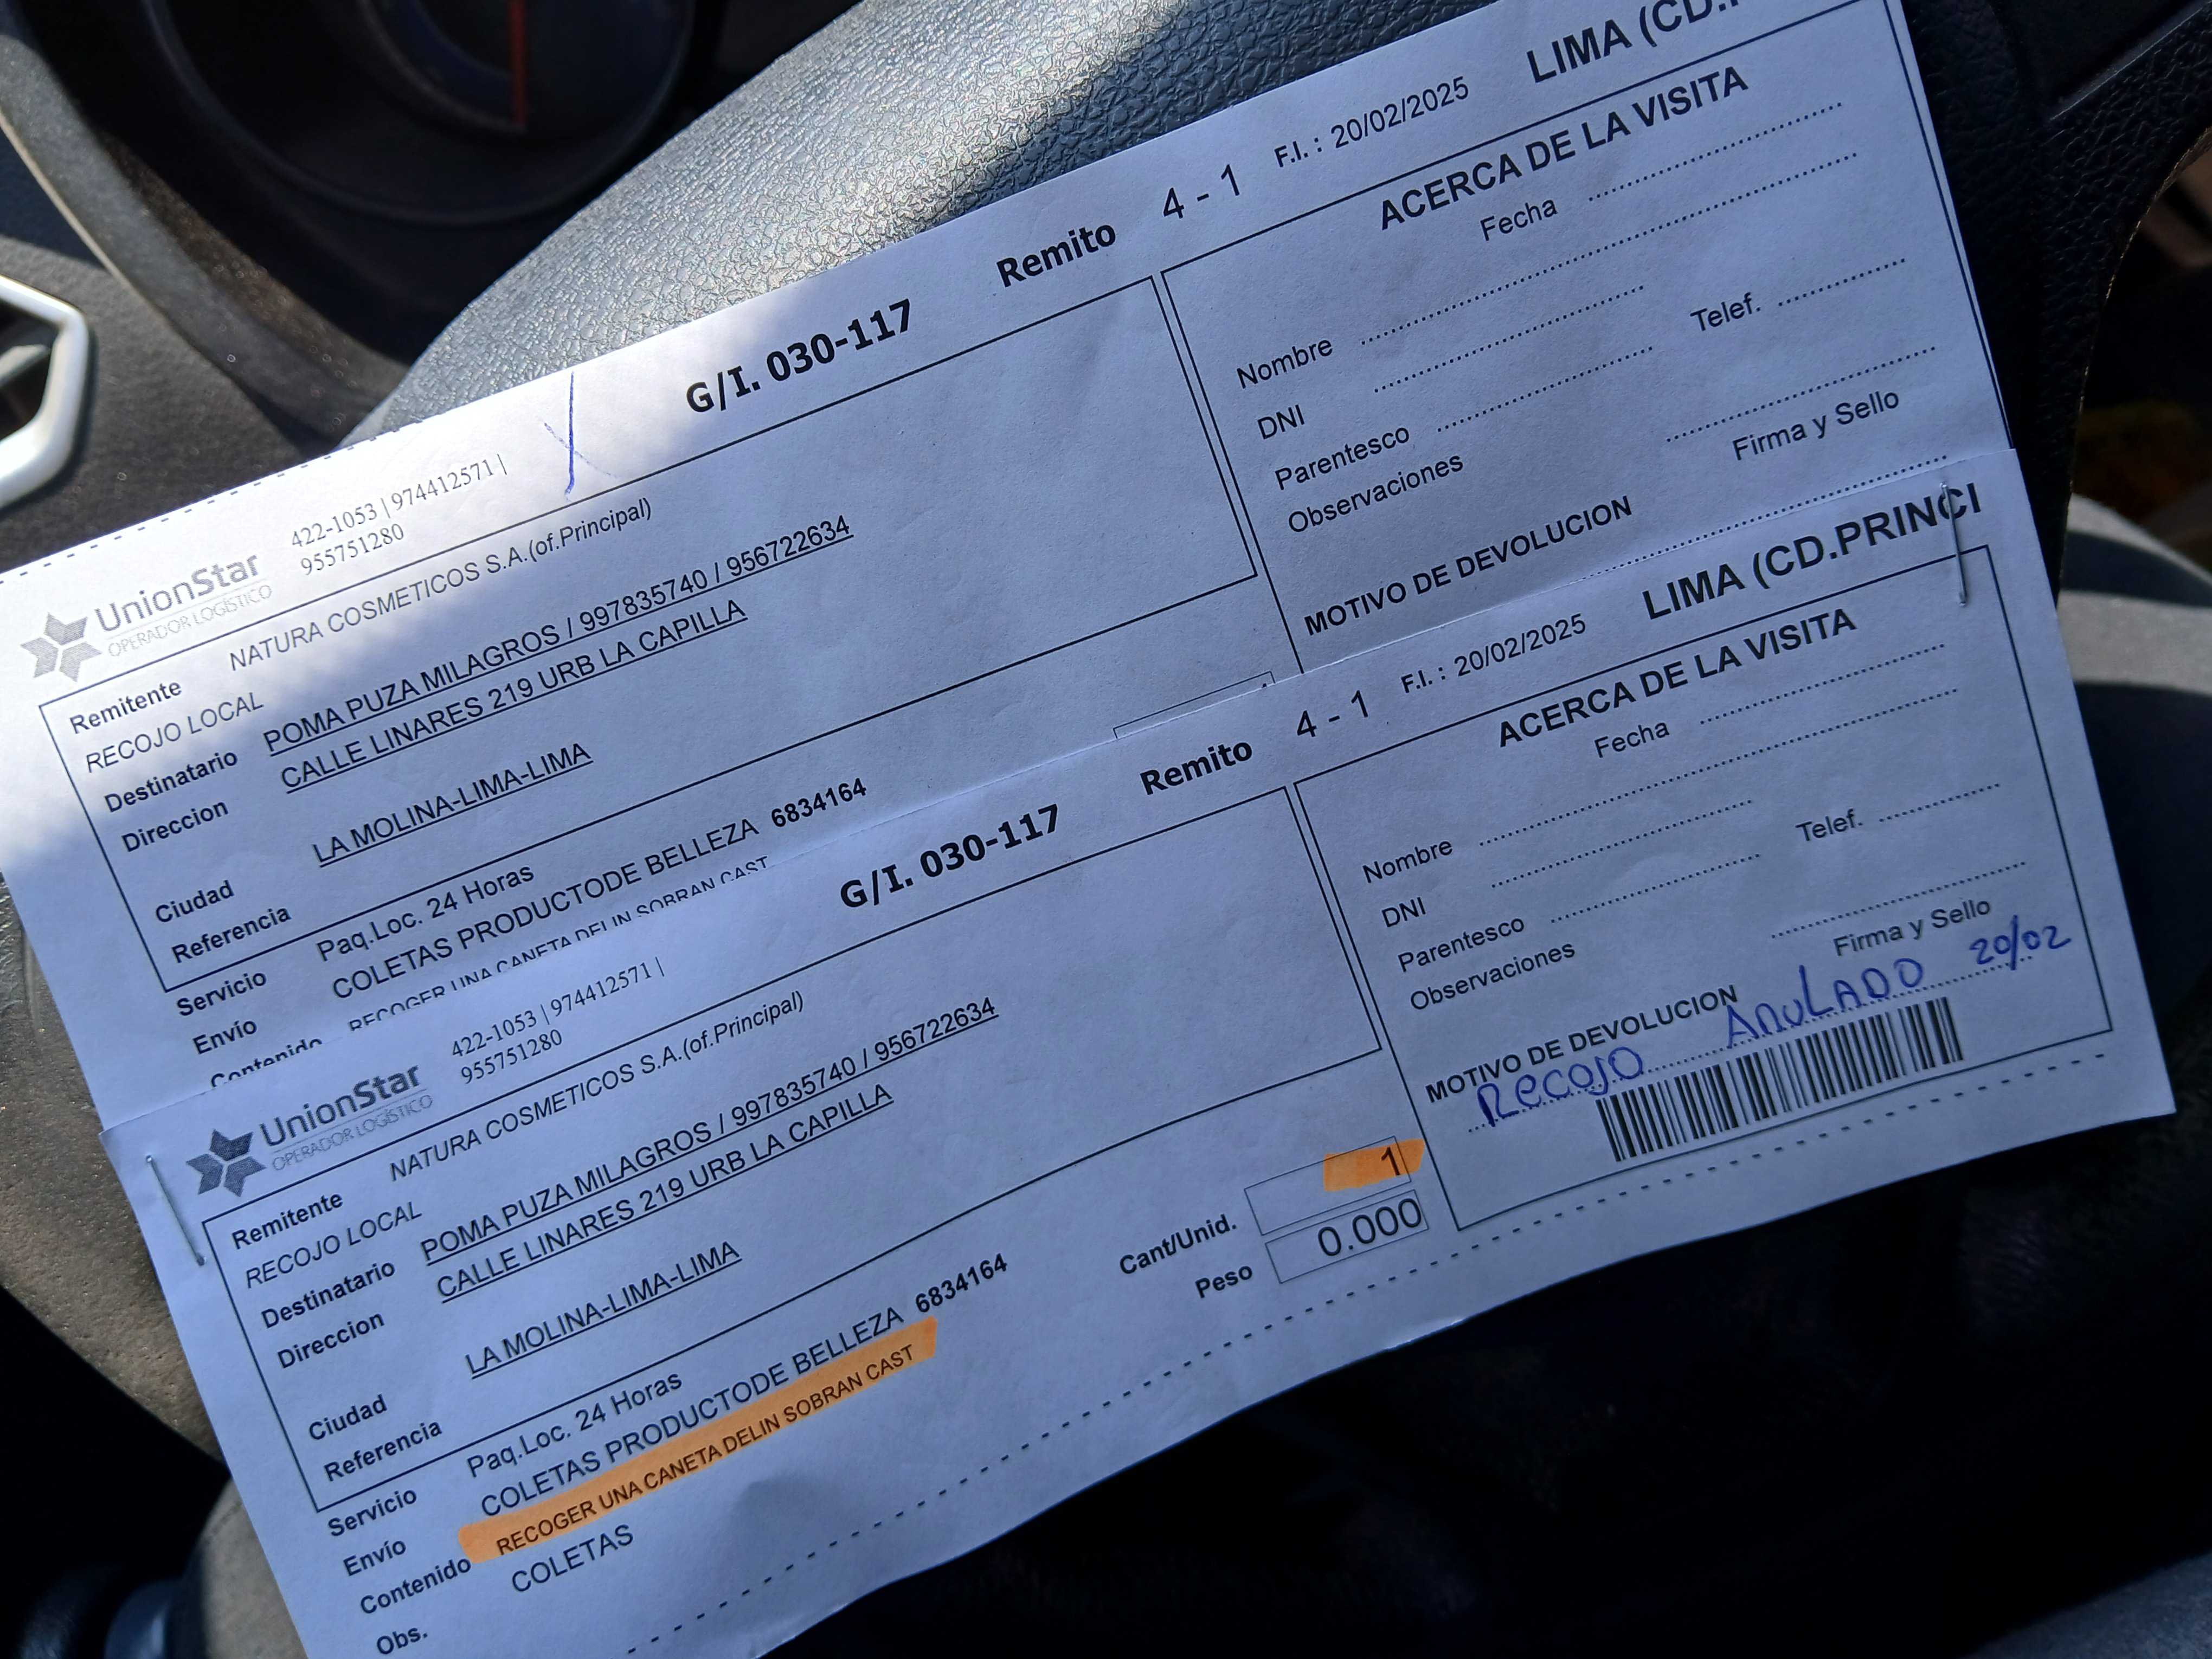 G/I. 030-117 Remito 4 - 1 F.I. : 20/02/2025 LIMA (CD.
UnionStar
OPERADOR LOGÍSTICO
422-1053 | 974412571 |
955751280
Remitente NATURA COSMETICOS S.A.(of.Principal)
RECOJO LOCAL
Destinatario POMA PUZA MILAGROS / 997835740 / 956722634
Direccion CALLE LINARES 219 URB LA CAPILLA
Ciudad LA MOLINA-LIMA-LIMA
Referencia
Servicio Paq.Loc. 24 Horas
Envío COLETAS PRODUCTODE BELLEZA 6834164
Contenido RECOGER UNA CANETA DELIN SOBRAN CAST
ACERCA DE LA VISITA
Fecha
Nombre
DNI Telef.
Parentesco
Observaciones Firma y Sello
MOTIVO DE DEVOLUCION
G/I. 030-117 Remito 4 - 1 F.I. : 20/02/2025 LIMA (CD.PRINCI
UnionStar
OPERADOR LOGÍSTICO
422-1053 | 974412571 |
955751280
Remitente NATURA COSMETICOS S.A.(of.Principal)
RECOJO LOCAL
Destinatario POMA PUZA MILAGROS / 997835740 / 956722634
Direccion CALLE LINARES 219 URB LA CAPILLA
Ciudad LA MOLINA-LIMA-LIMA
Referencia
Servicio Paq.Loc. 24 Horas
Envío COLETAS PRODUCTODE BELLEZA 6834164
Contenido RECOGER UNA CANETA DELIN SOBRAN CAST
Obs. COLETAS
Cant/Unid. 1
Peso 0.000
ACERCA DE LA VISITA
Fecha
Nombre
DNI Telef.
Parentesco
Observaciones Firma y Sello
MOTIVO DE DEVOLUCION
Recojo AnuLADO 20/02